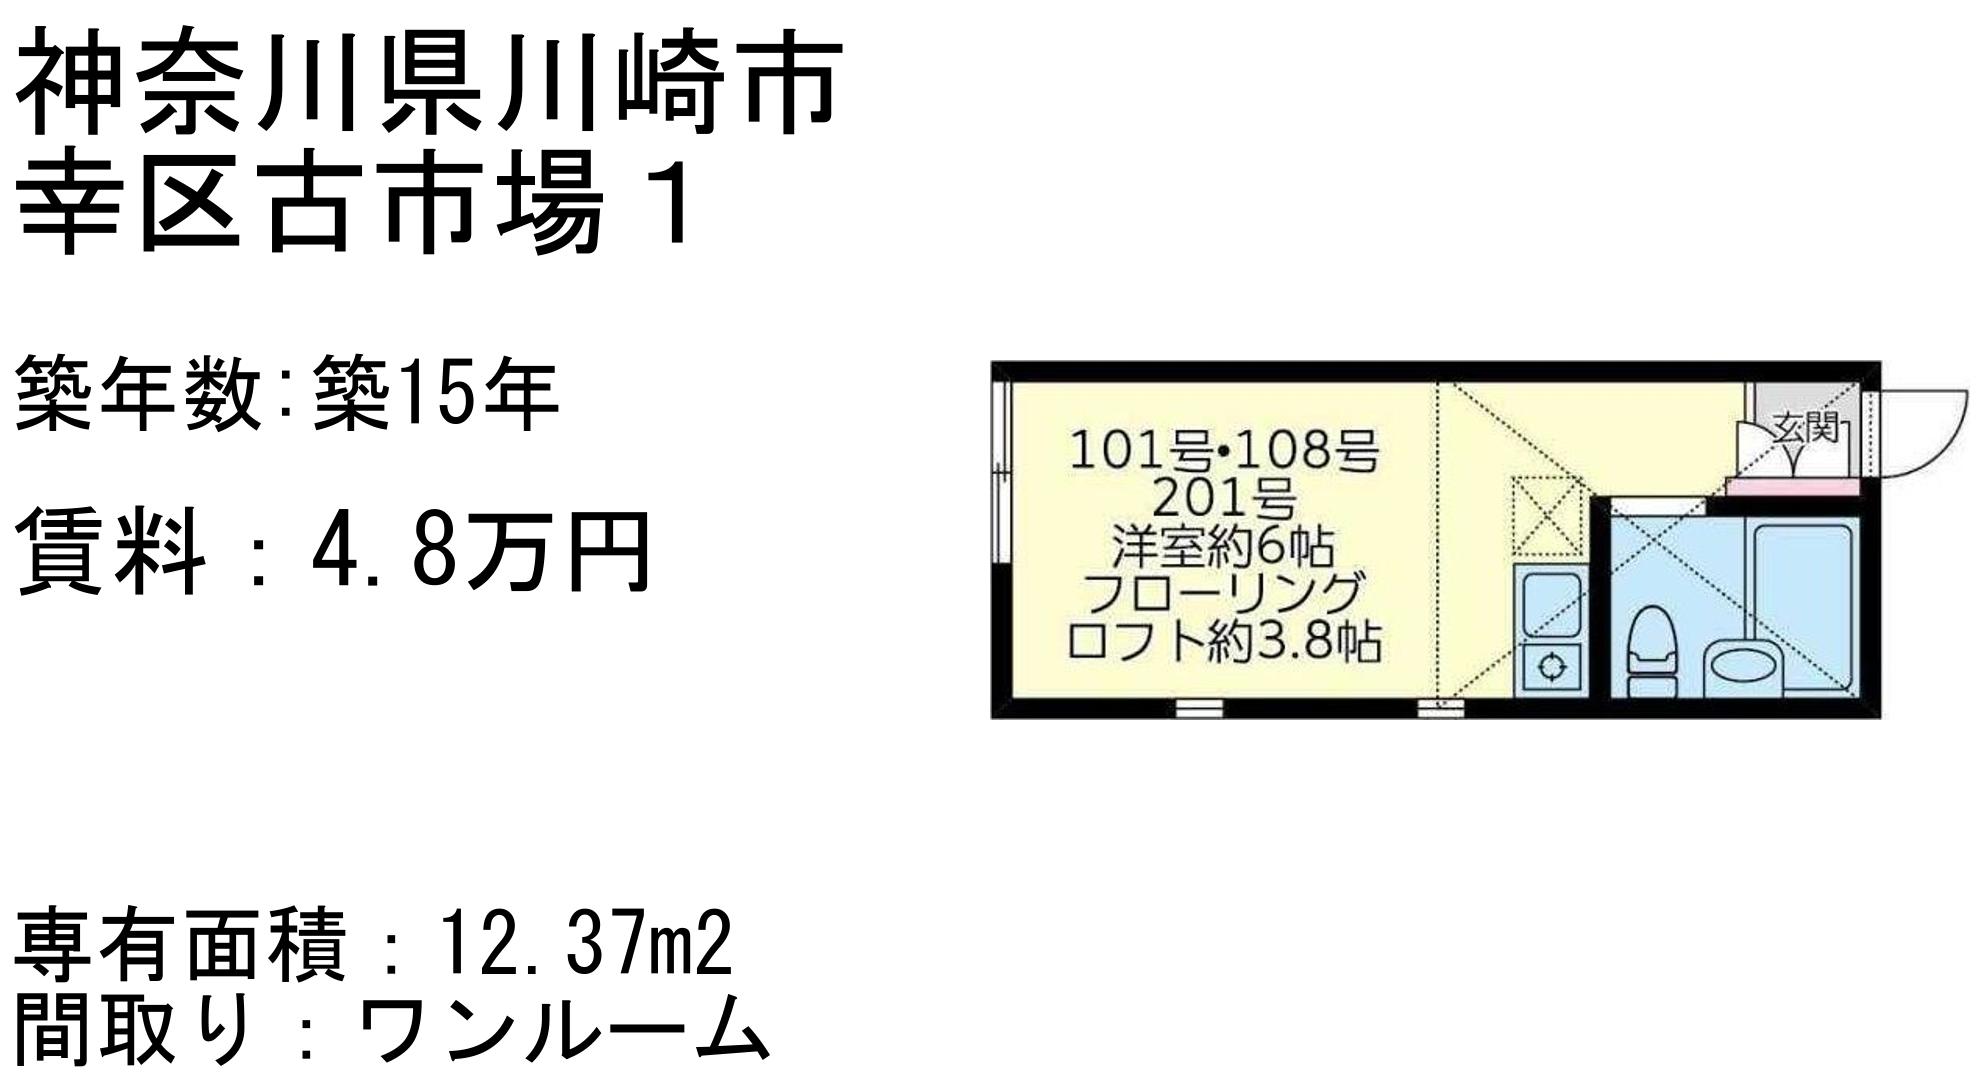 神奈川県川崎市
幸区古市場１
築年数:築15年
賃料：4.8万円
専有面積：12.37m2
間取り：ワンルーム
101号•108号
201号
洋室約6帖
フローリング
ロフト約3.8帖
玄関